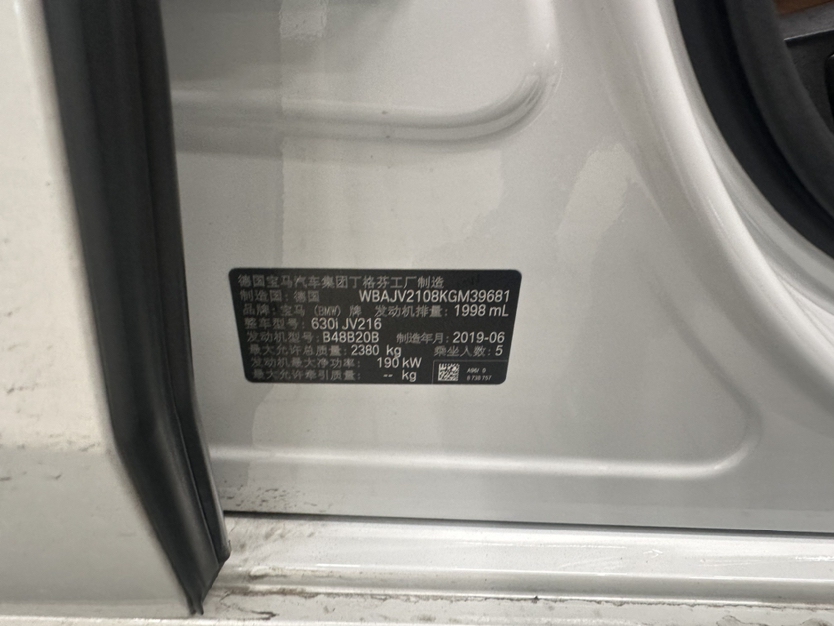 德国宝马汽车集团丁格芬工厂制造
制造国：德国 WBAJV2108KGM39681
品牌：宝马 (BMW) 牌 发动机排量：1998 mL
整车型号：630i JV216
发动机型号：B48B20B 制造年月：2019-06
最大允许总质量：2380 kg 乘坐人数：5
发动机最大净功率：190 kW
最大允许牵引质量：-- kg